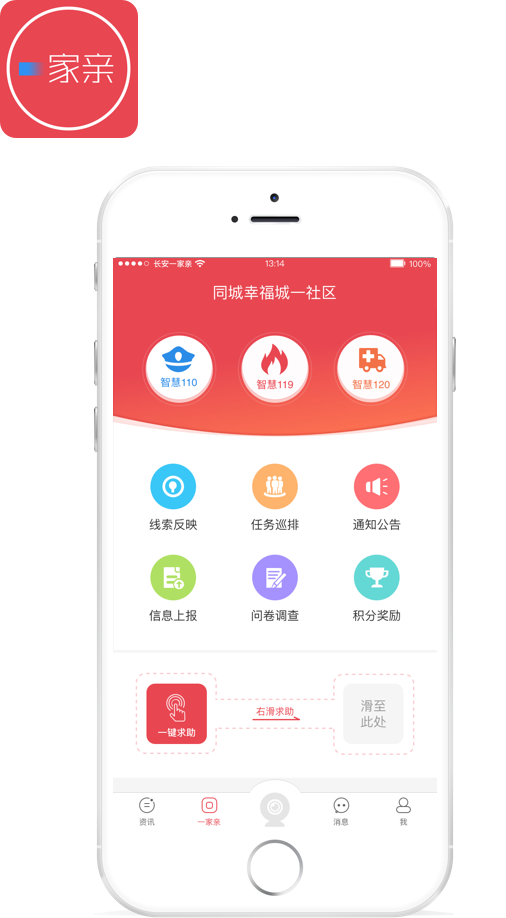 一家亲
长安一家亲
13:14
100%
同城幸福城一社区
智慧110
智慧119
智慧120
线索反映
任务巡排
通知公告
信息上报
问卷调查
积分奖励
一键求助
右滑求助
滑至
此处
资讯
一家亲
消息
我